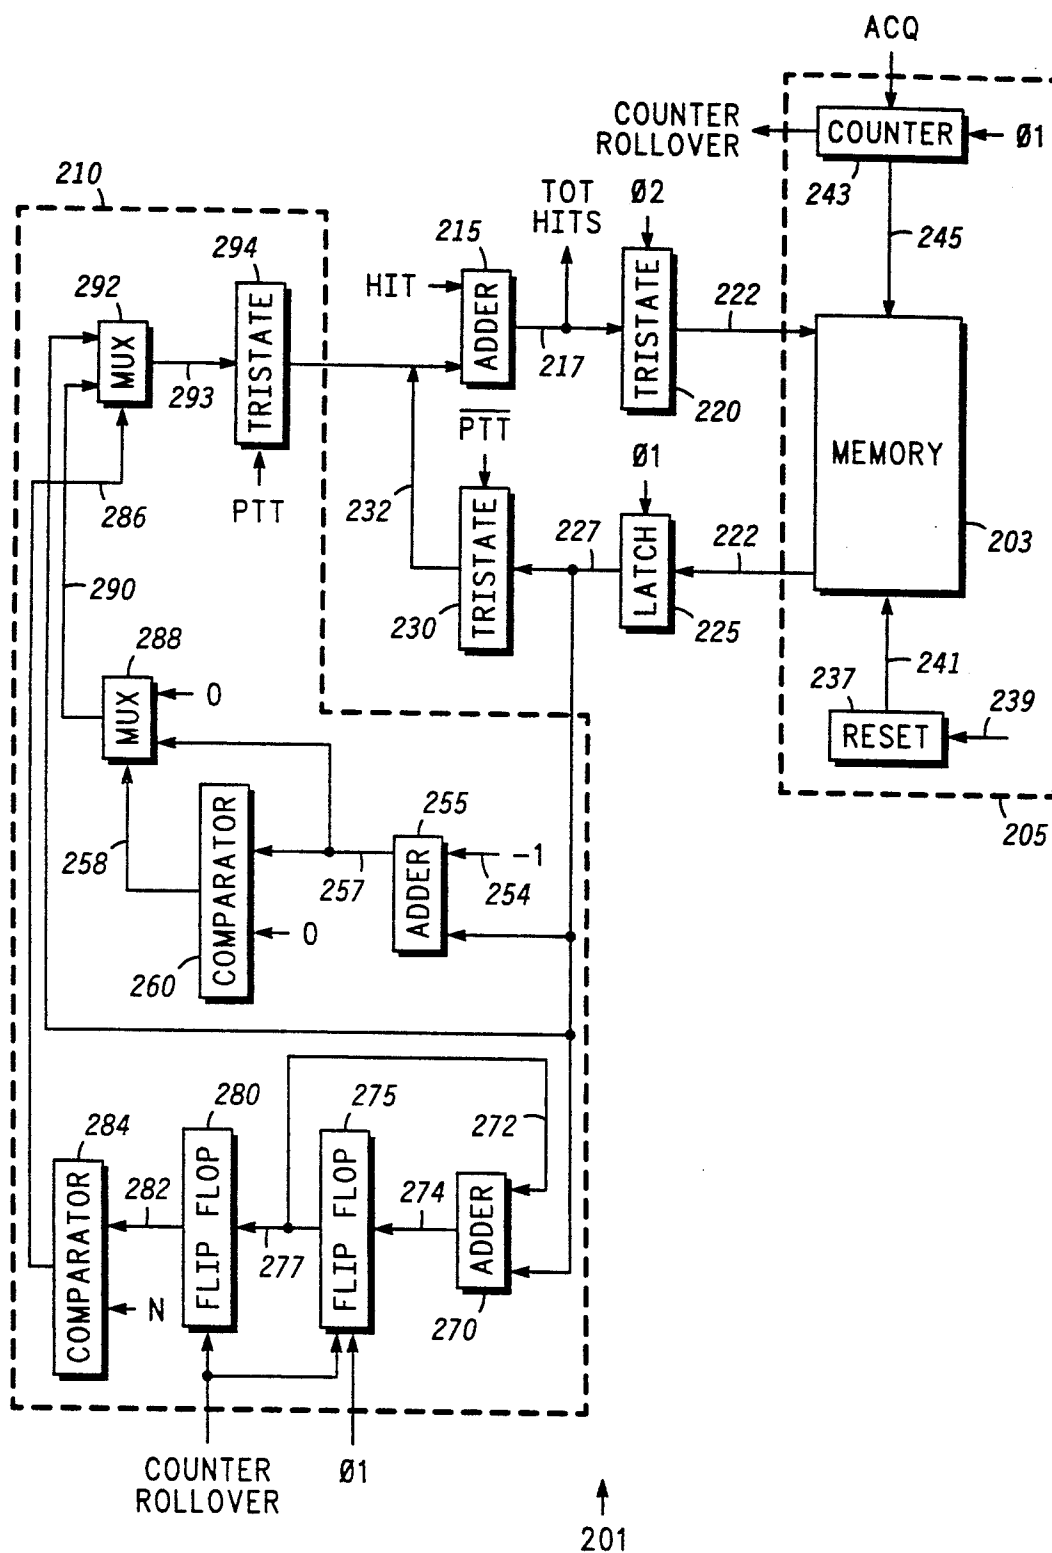 ACQ
COUNTER
ROLLOVER
COUNTER
Ø1
243
245
210
TOT
HITS
Ø2
215
HIT
ADDER
217
TRISTATE
222
220
294
292
MUX
293
TRISTATE
PTT
286
290
PTT
232
TRISTATE
230
227
Ø1
LATCH
225
222
MEMORY
203
241
237
RESET
239
205
288
MUX
0
258
COMPARATOR
260
0
257
255
ADDER
-1
254
280
275
272
284
COMPARATOR
282
N
FLIP FLOP
277
FLIP FLOP
274
ADDER
270
COUNTER
ROLLOVER
Ø1
201